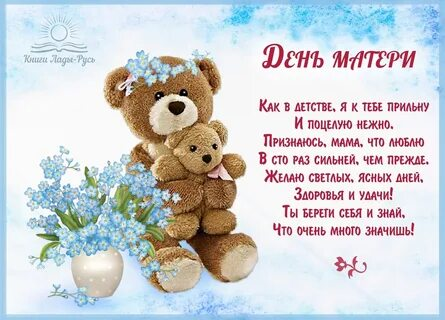 Книги Лады-Русь
День матери
Как в детстве, я к тебе прильну
И поцелую нежно.
Признаюсь, мама, что люблю
В сто раз сильней, чем прежде.
Желаю светлых, ясных дней,
Здоровья и удачи!
Ты береги себя и знай,
Что очень много значишь!